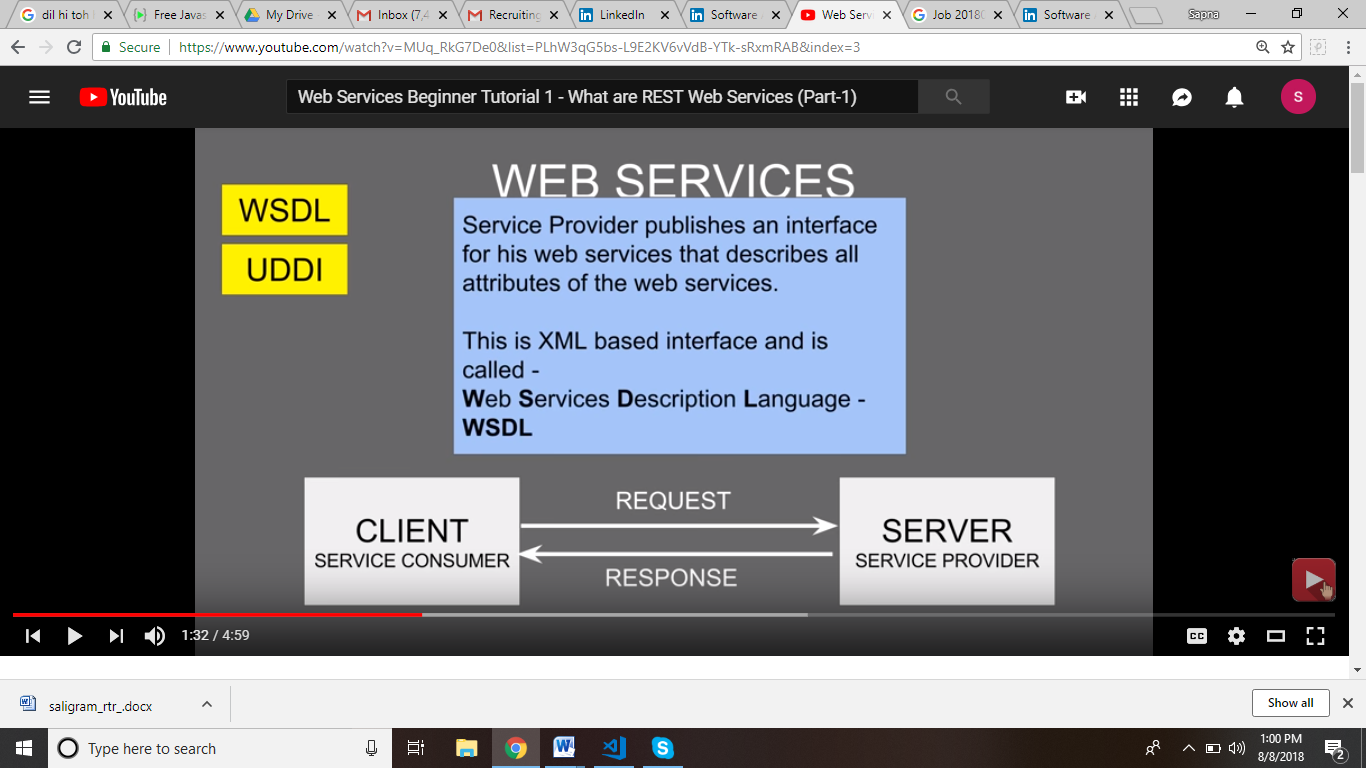 dil hi toh
Free Javas
My Drive
Inbox (7,4
Recruiting
LinkedIn
Software
Web Serv
Job 2018
Software
Sapna
Secure
https://www.youtube.com/watch?v=MUq_RkG7De0&list=PLhW3qG5bs-L9E2KV6vVdB-YTk-sRxmRAB&index=3
YouTube
Web Services Beginner Tutorial 1 - What are REST Web Services (Part-1)
S
WEB SERVICES
WSDL
UDDI
Service Provider publishes an interface
for his web services that describes all
attributes of the web services.
This is XML based interface and is
called -
Web Services Description Language -
WSDL
REQUEST
CLIENT
SERVICE CONSUMER
SERVER
SERVICE PROVIDER
RESPONSE
1:32 / 4:59
CC
saligram_rtr_.docx
Show all
Type here to search
1:00 PM
8/8/2018
2